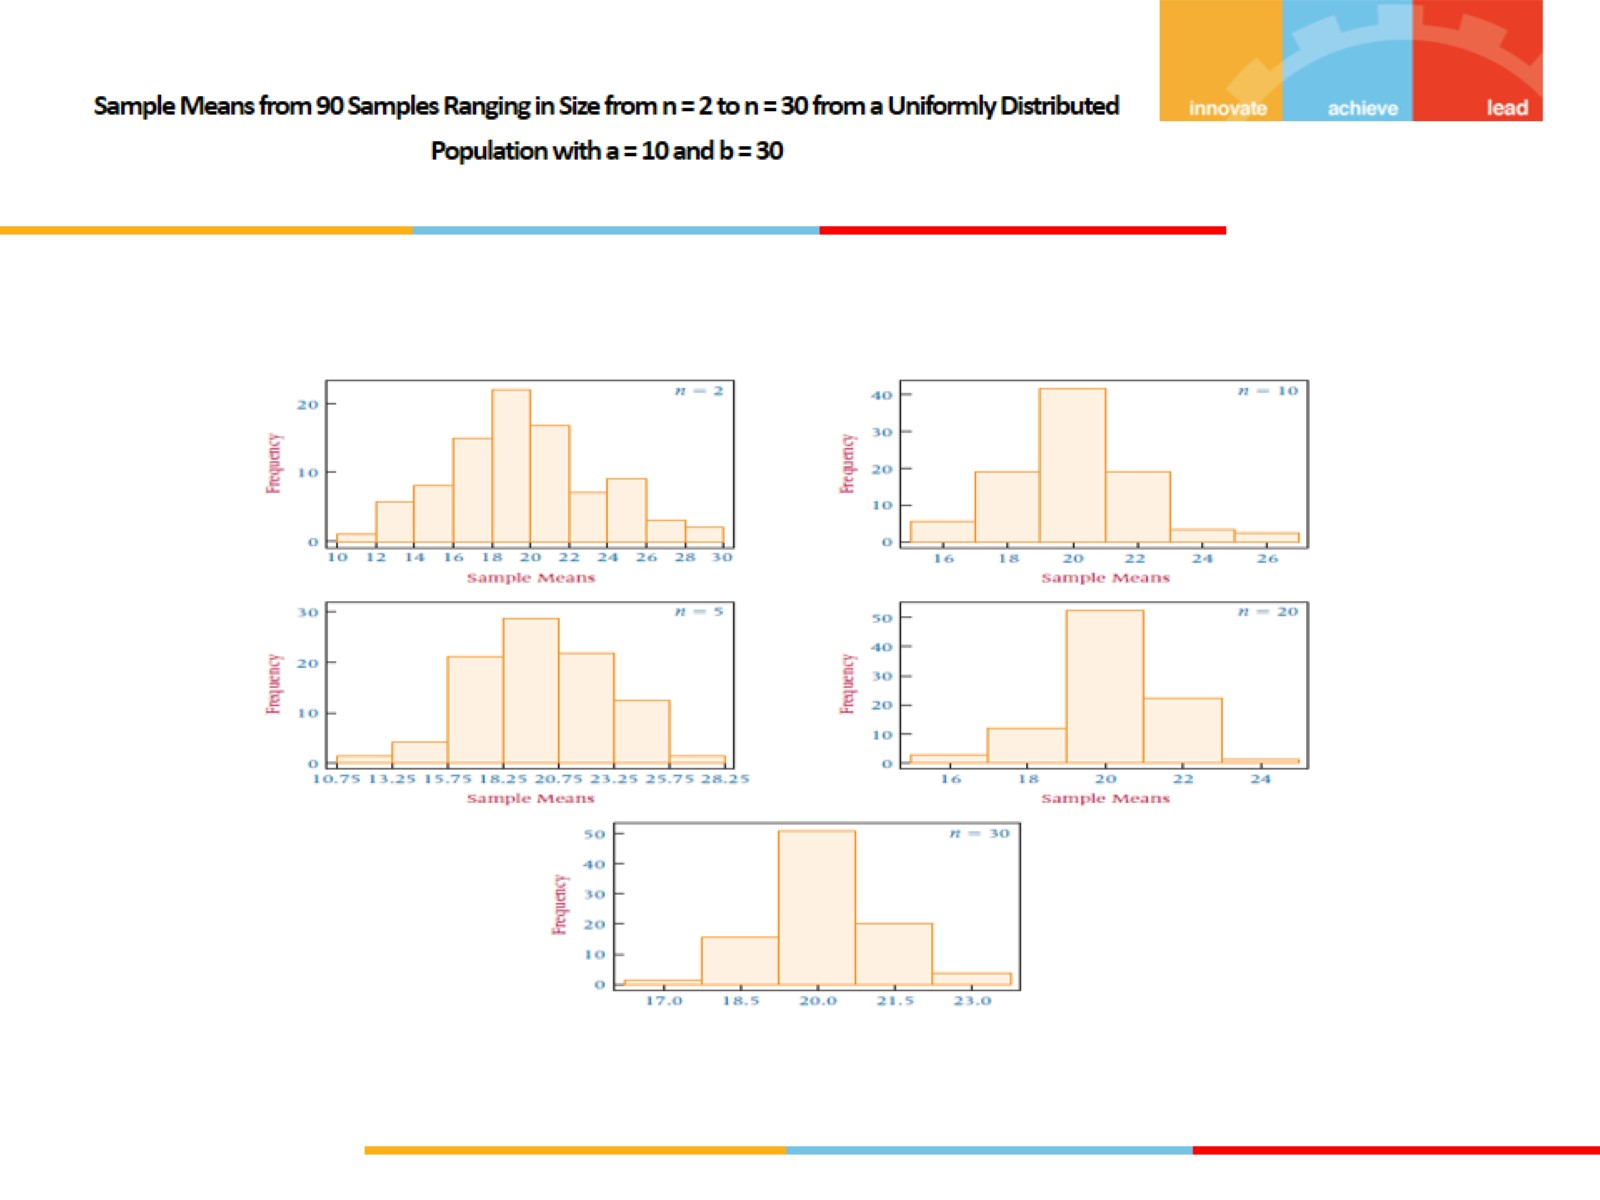 innovate achieve lead
Sample Means from 90 Samples Ranging in Size from n = 2 to n = 30 from a Uniformly Distributed
Population with a = 10 and b = 30
n = 2
20
10
0
Frequency
10 12 14 16 18 20 22 24 26 28 30
Sample Means
n = 10
40
30
20
10
0
Frequency
16 18 20 22 24 26
Sample Means
n = 5
30
20
10
0
Frequency
10.75 13.25 15.75 18.25 20.75 23.25 25.75 28.25
Sample Means
n = 20
50
40
30
20
10
0
Frequency
16 18 20 22 24
Sample Means
n = 30
50
40
30
20
10
0
Frequency
17.0 18.5 20.0 21.5 23.0